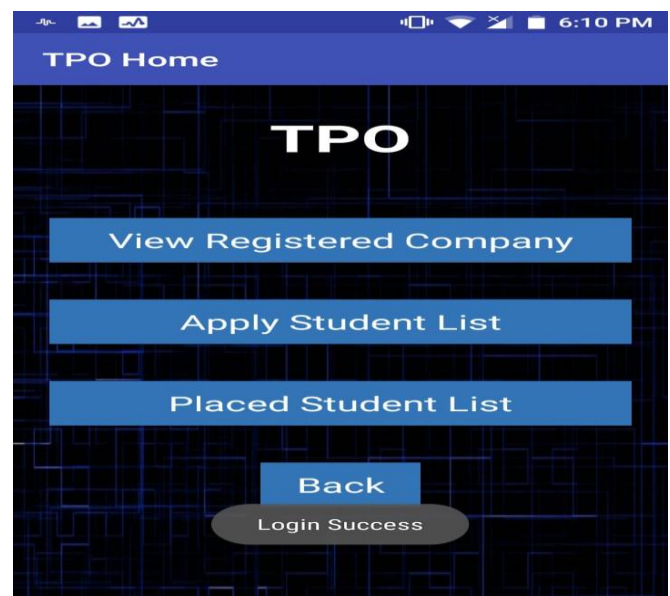 6:10 PM
TPO Home
TPO
View Registered Company
Apply Student List
Placed Student List
Back
Login Success